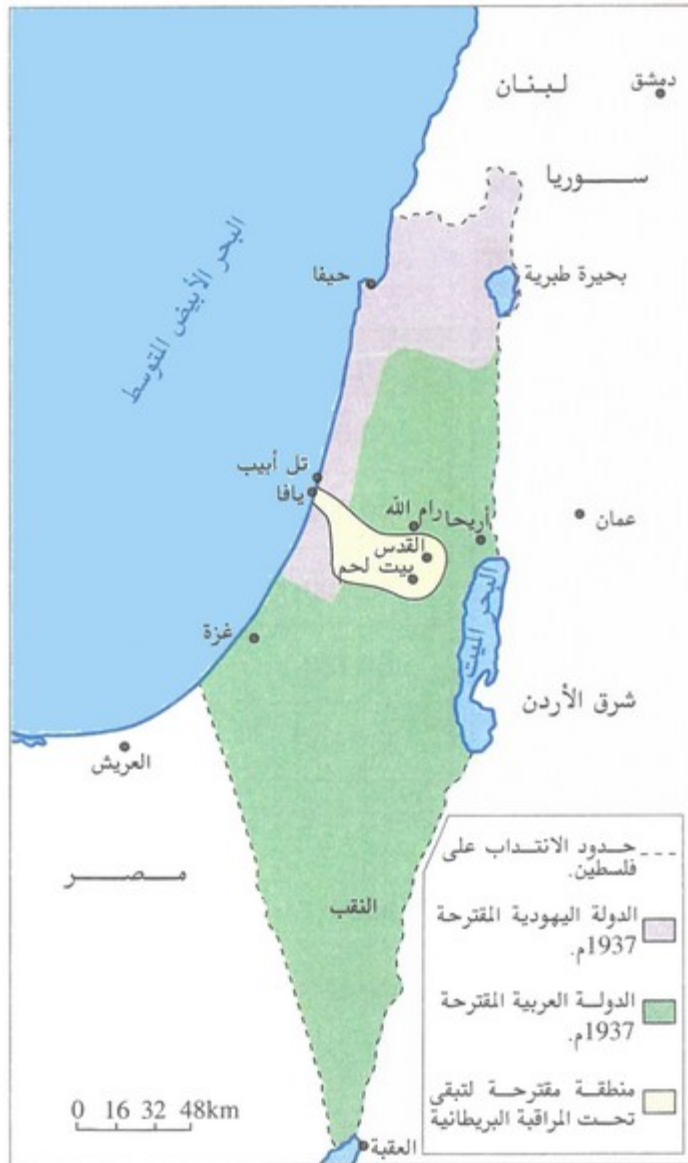 لبنان
دمشق
سوريا
بحيرة طبرية
حيفا
البحر الأبيض المتوسط
تل أبيب
يافا
رام الله
أريحا
عمان
القدس
بيت لحم
البحر الميت
غزة
شرق الأردن
العريش
مصر
النقب
حدود الانتداب على
فلسطين.
الدولة اليهودية المقترحة
1937م.
الدولة العربية المقترحة
1937م.
منطقة مقترحة لتبقى
تحت المراقبة البريطانية
0 16 32 48km
العقبة